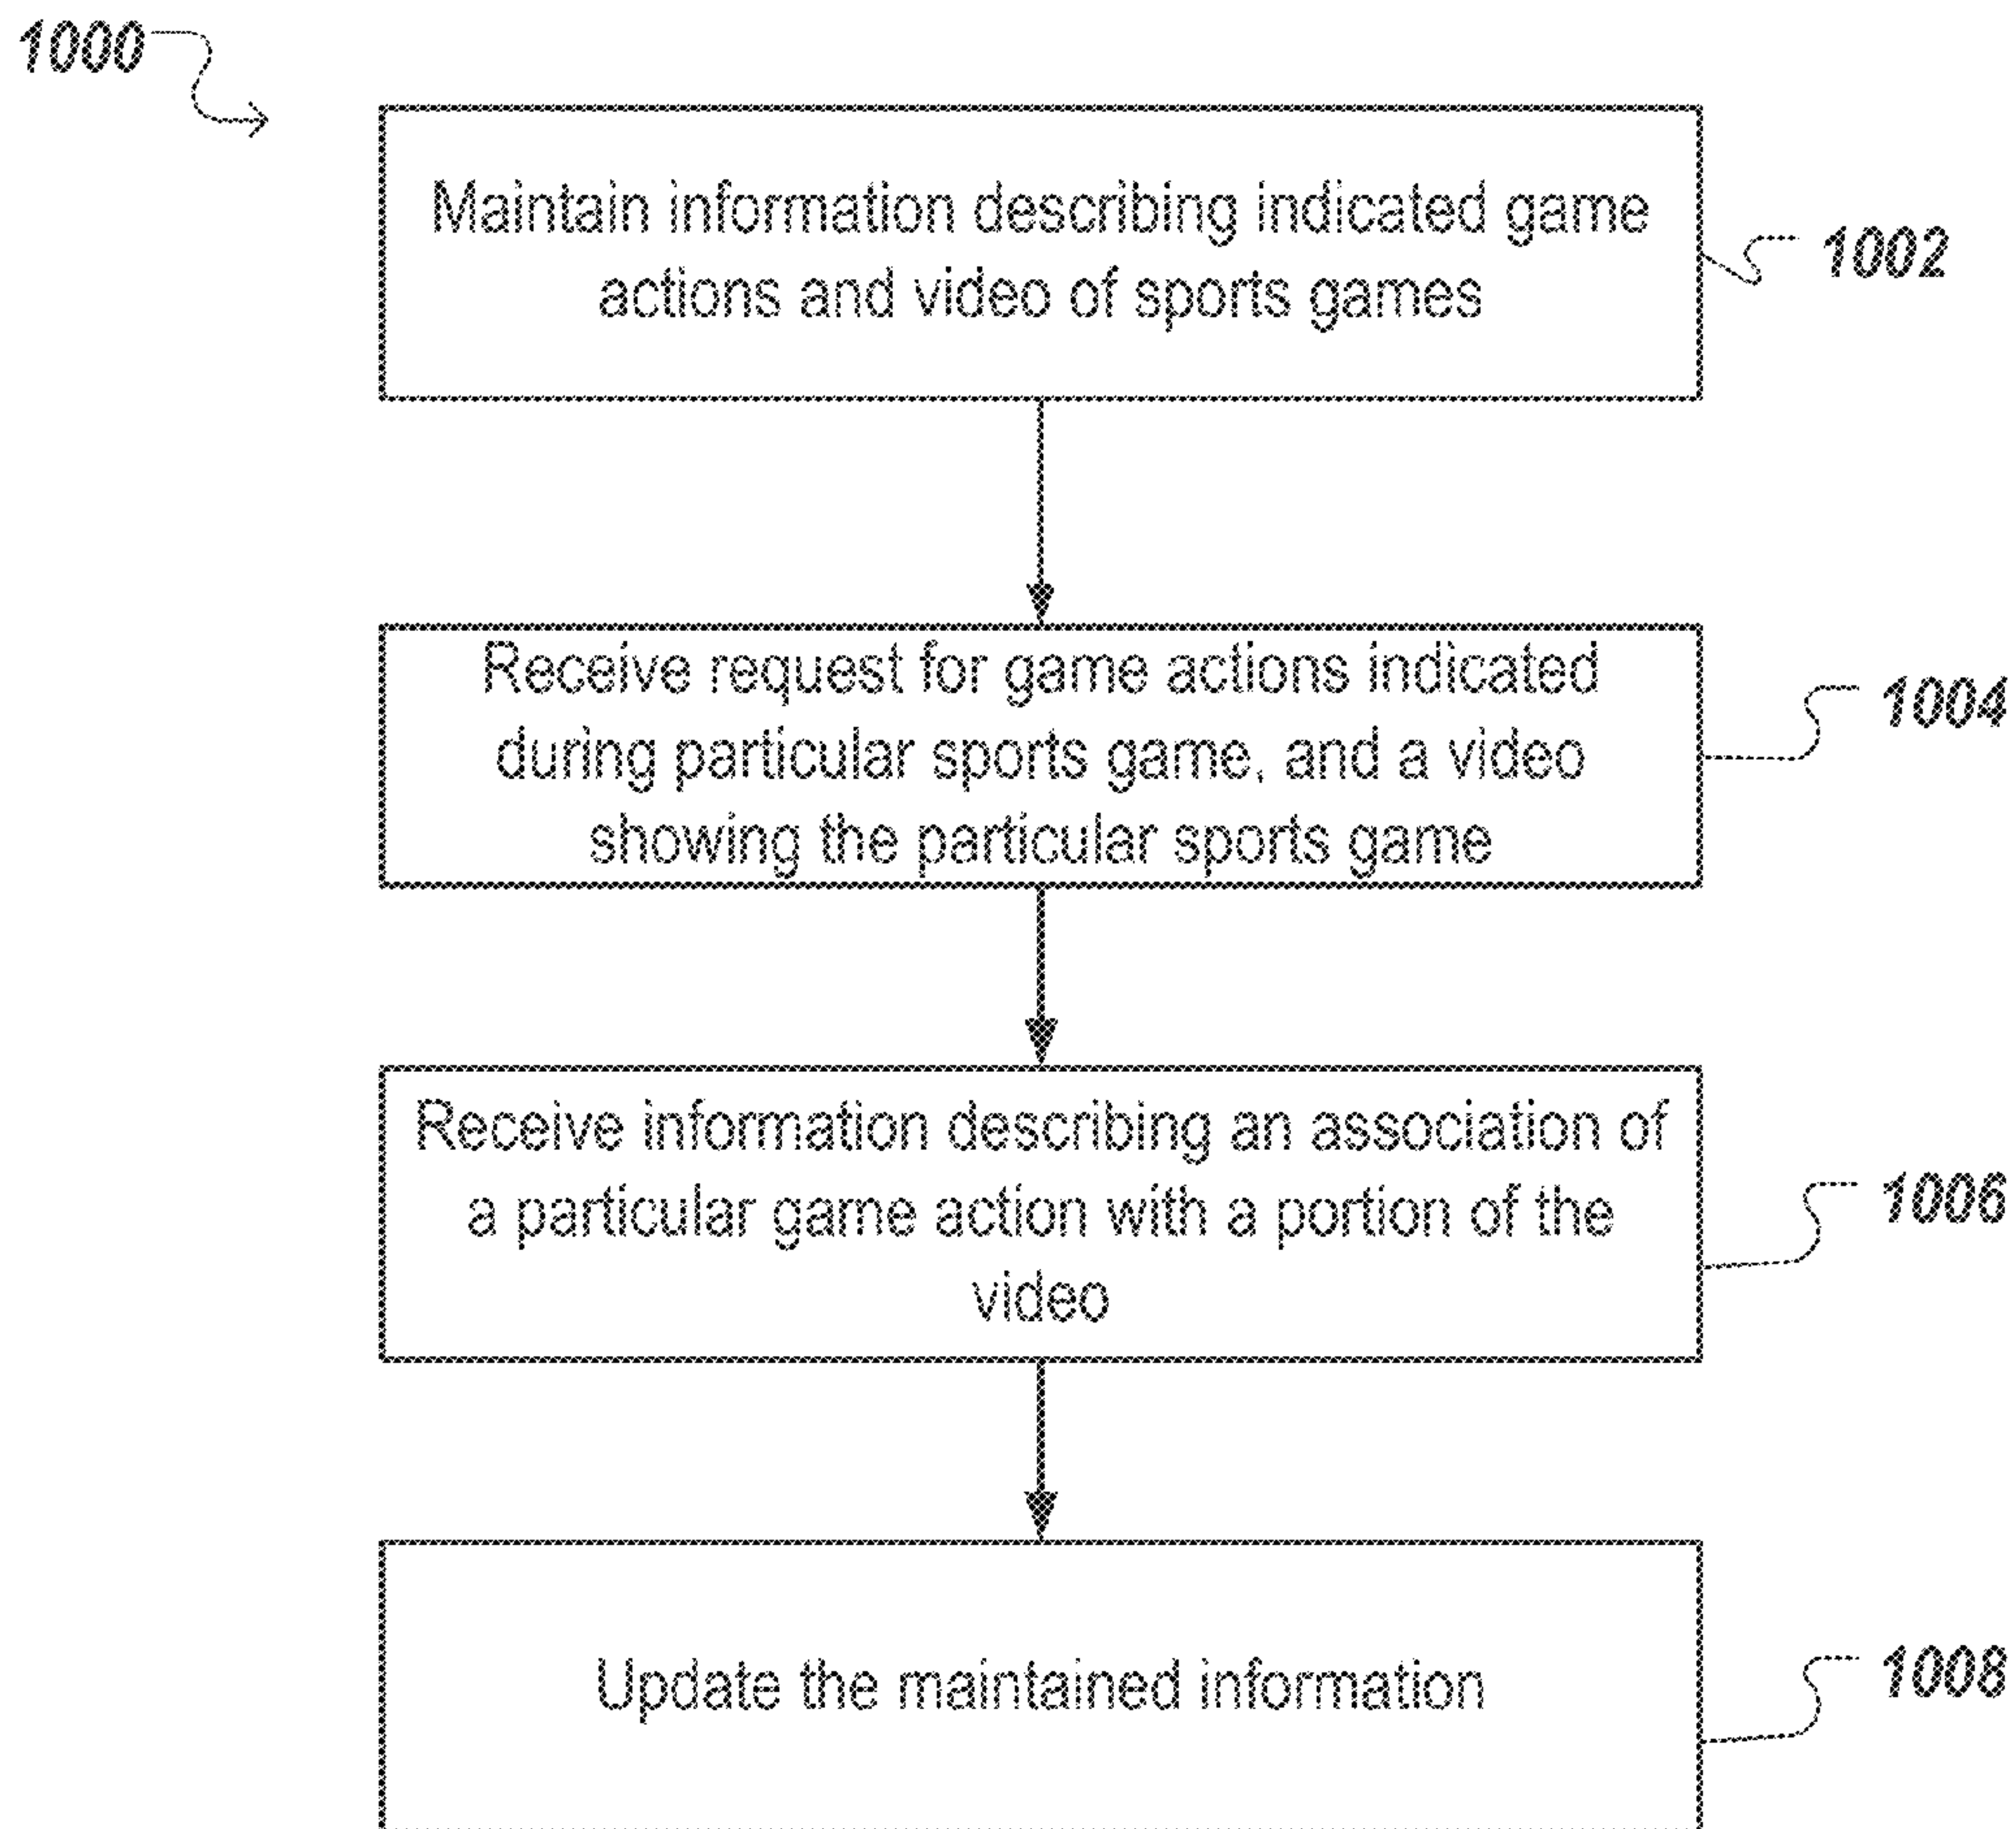 1000
Maintain information describing indicated game
actions and video of sports games
1002
Receive request for game actions indicated
during particular sports game, and a video
showing the particular sports game
1004
Receive information describing an association of
a particular game action with a portion of the
video
1006
Update the maintained information
1008